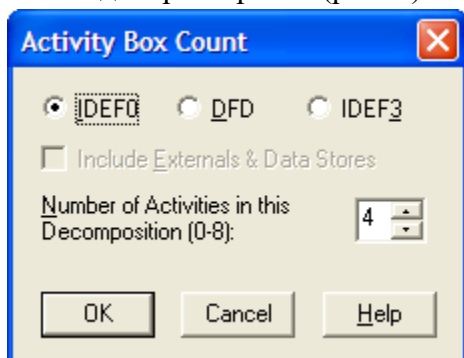 Activity Box Count
IDEF0 DFD IDEF3
Include Externals & Data Stores
Number of Activities in this
Decomposition (0-8):
4
OK Cancel Help